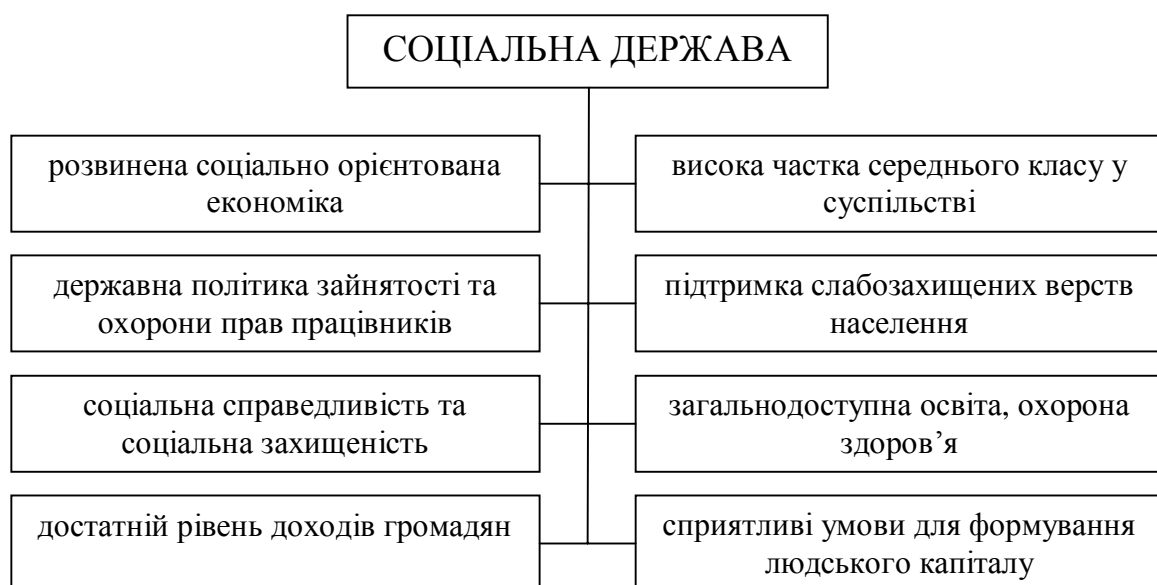 СОЦІАЛЬНА ДЕРЖАВА
розвинена соціально орієнтована
економіка
висока частка середнього класу у
суспільстві
державна політика зайнятості та
охорони прав працівників
підтримка слабозахищених верств
населення
соціальна справедливість та
соціальна захищеність
загальнодоступна освіта, охорона
здоров’я
достатній рівень доходів громадян
сприятливі умови для формування
людського капіталу